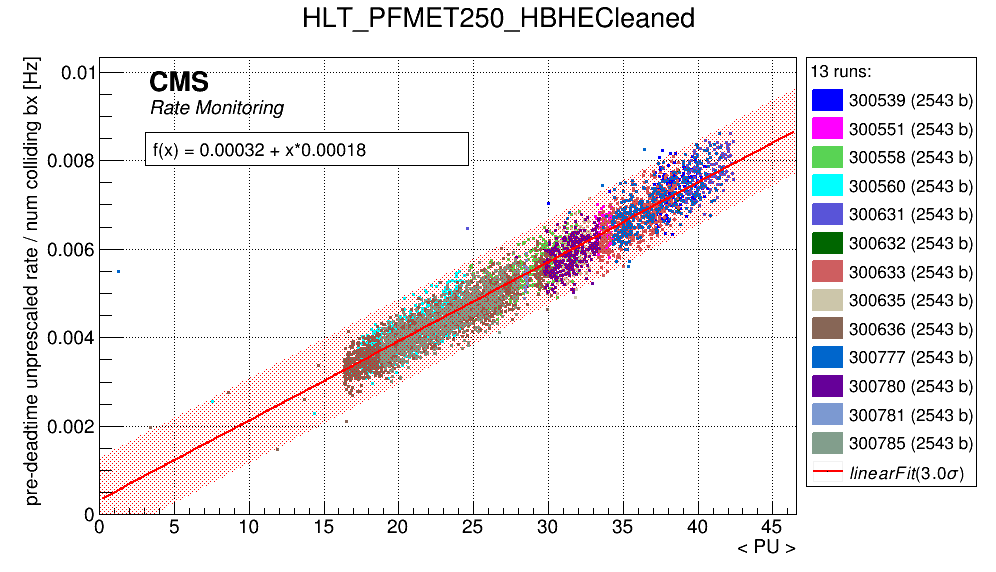 HLT_PFMET250_HBHECleaned
pre-deadtime unprescaled rate / num colliding bx [Hz]
0.01
0.008
0.006
0.004
0.002
0
CMS
Rate Monitoring
f(x) = 0.00032 + x*0.00018
0 5 10 15 20 25 30 35 40 45
< PU >
13 runs:
300539 (2543 b)
300551 (2543 b)
300558 (2543 b)
300560 (2543 b)
300631 (2543 b)
300632 (2543 b)
300633 (2543 b)
300635 (2543 b)
300636 (2543 b)
300777 (2543 b)
300780 (2543 b)
300781 (2543 b)
300785 (2543 b)
linearFit(3.0σ)